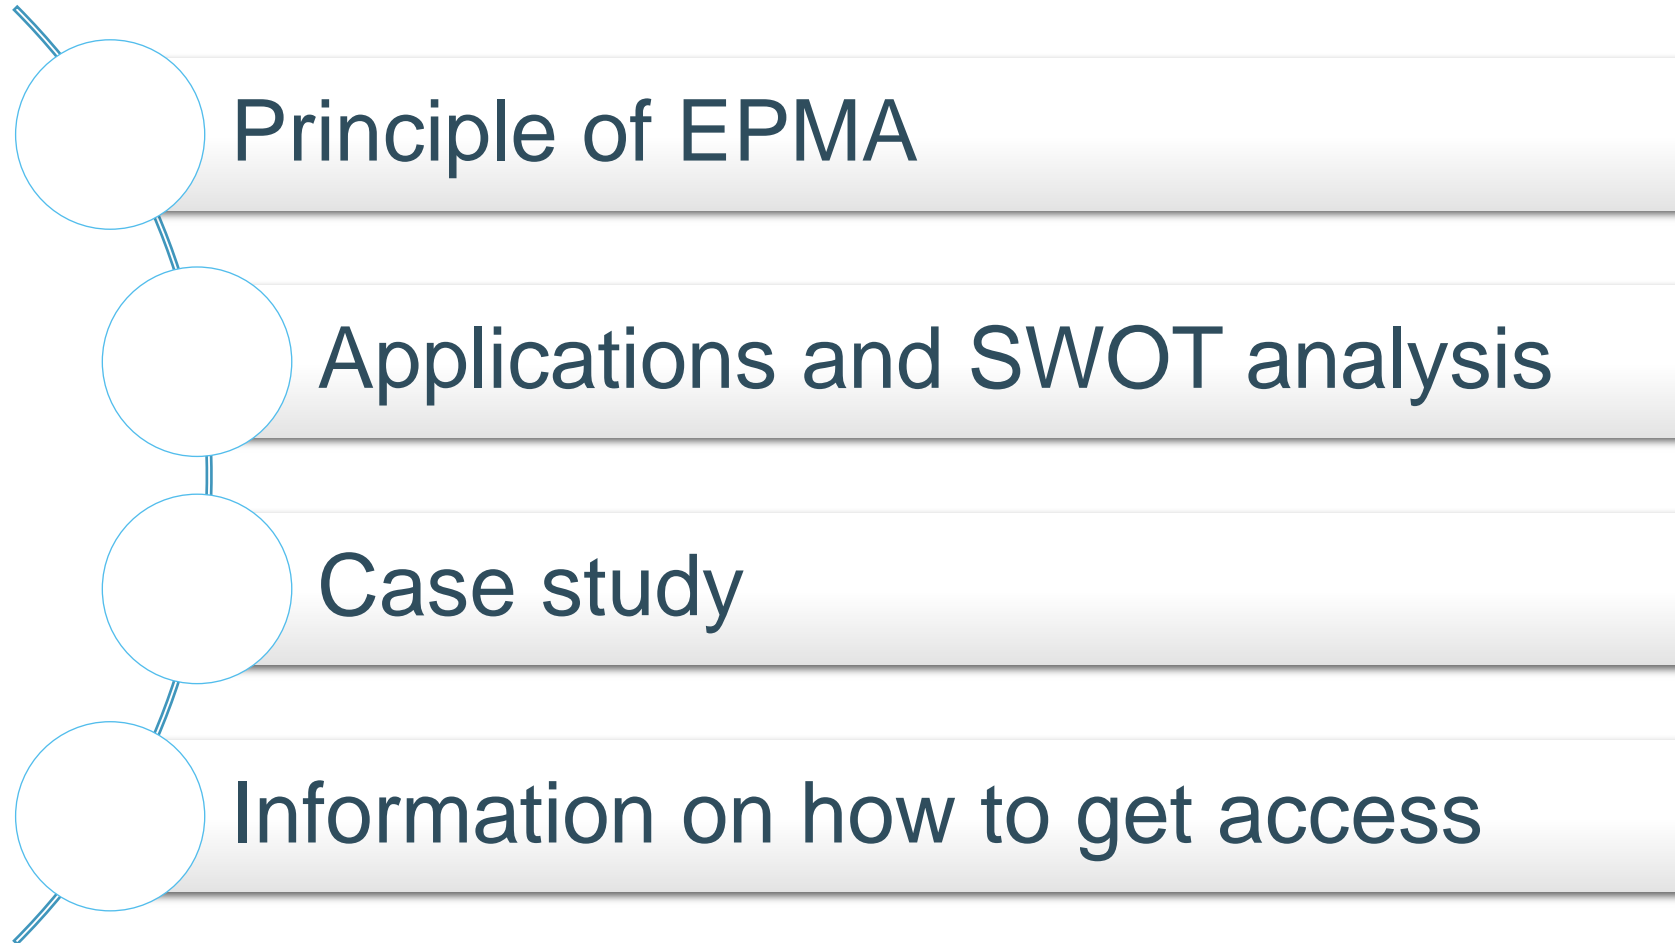 Principle of EPMA
Applications and SWOT analysis
Case study
Information on how to get access